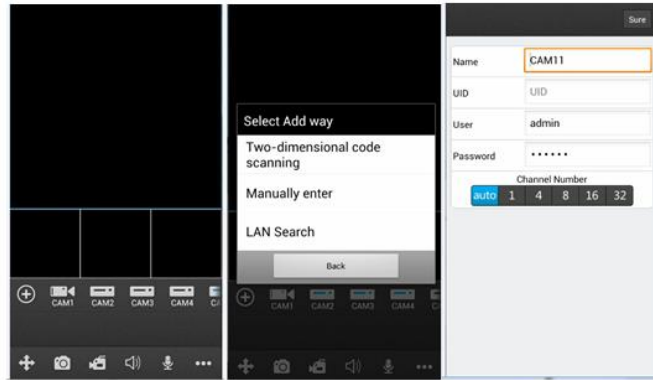 CAM1 CAM2 CAM3 CAM4
Select Add way
Two-dimensional code
scanning
Manually enter
LAN Search
Back
CAM1 CAM2 CAM3 CAM4
Sure
Name CAM11
UID UID
User admin
Password ••••••
Channel Number
auto 1 4 8 16 32